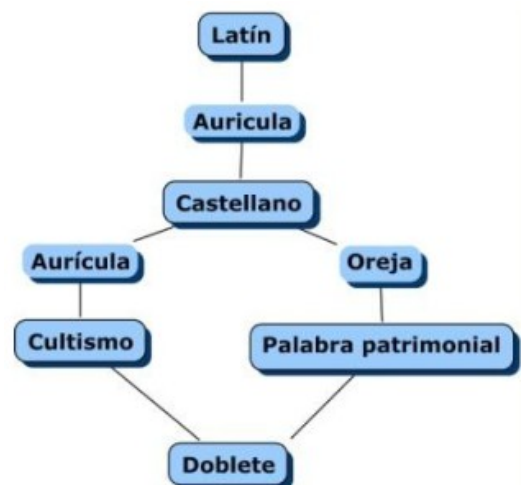 Latín
Auricula
Castellano
Aurícula
Oreja
Cultismo
Palabra patrimonial
Doblete